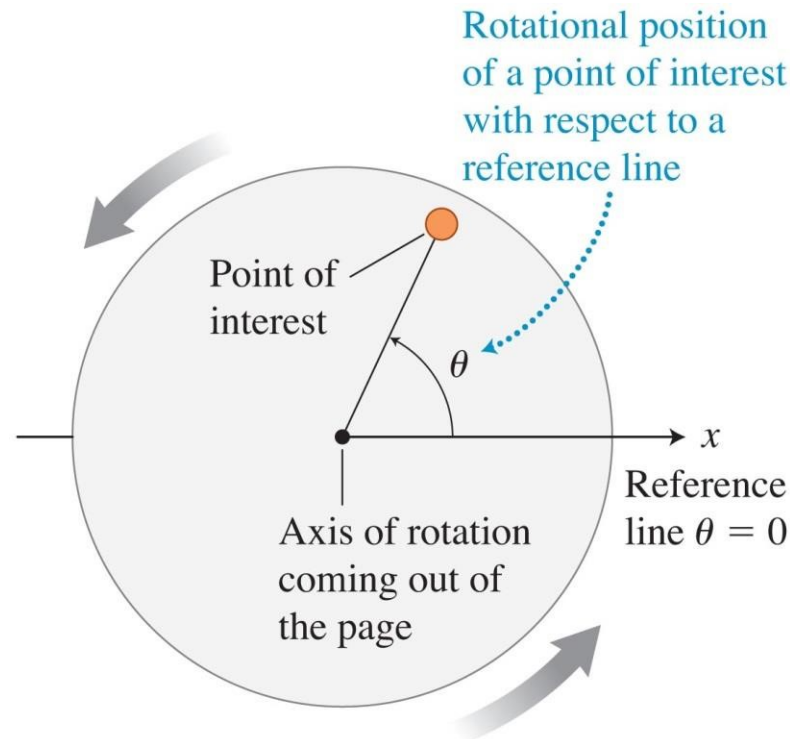 Rotational position
of a point of interest
with respect to a
reference line
Point of
interest
θ
x
Reference
line θ = 0
Axis of rotation
coming out of
the page